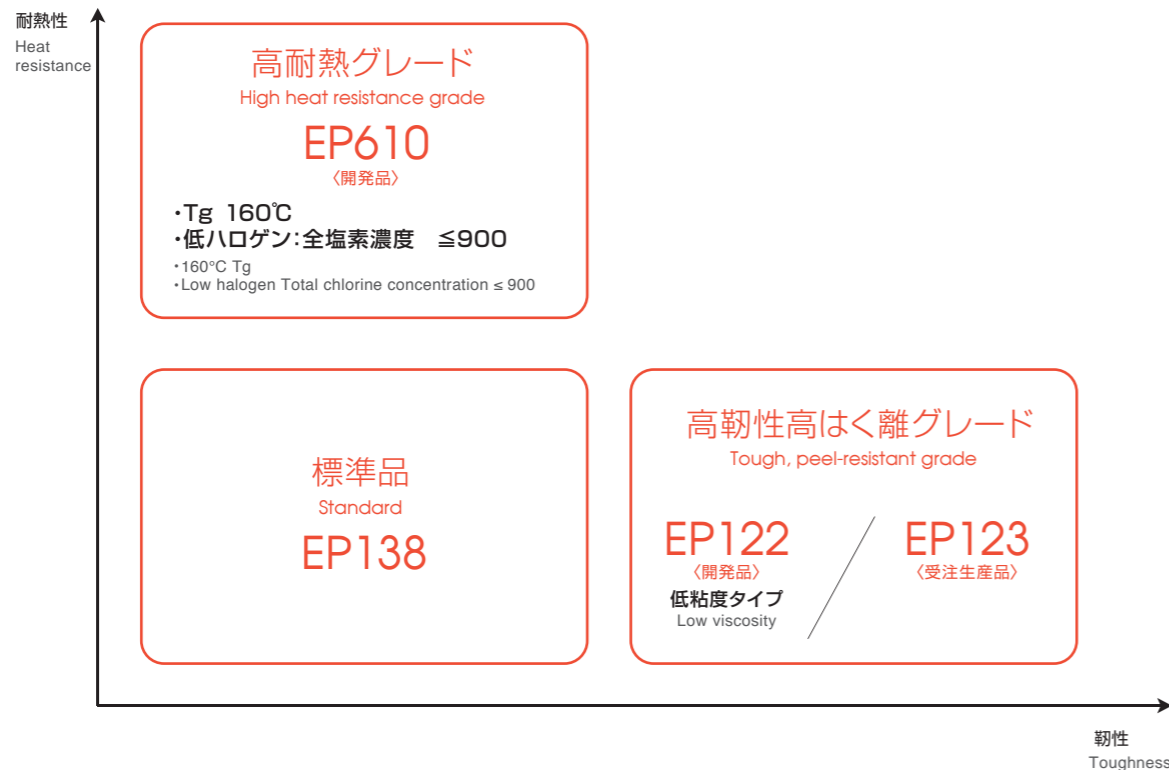 耐熱性
Heat
resistance
高耐熱グレード
High heat resistance grade
EP610
〈開発品〉
・Tg 160℃
・低ハロゲン：全塩素濃度　≦900
・160°C Tg
・Low halogen Total chlorine concentration ≤ 900
標準品
Standard
EP138
高靭性高はく離グレード
Tough, peel-resistant grade
EP122
〈開発品〉
低粘度タイプ
Low viscosity
EP123
〈受注生産品〉
靭性
Toughness